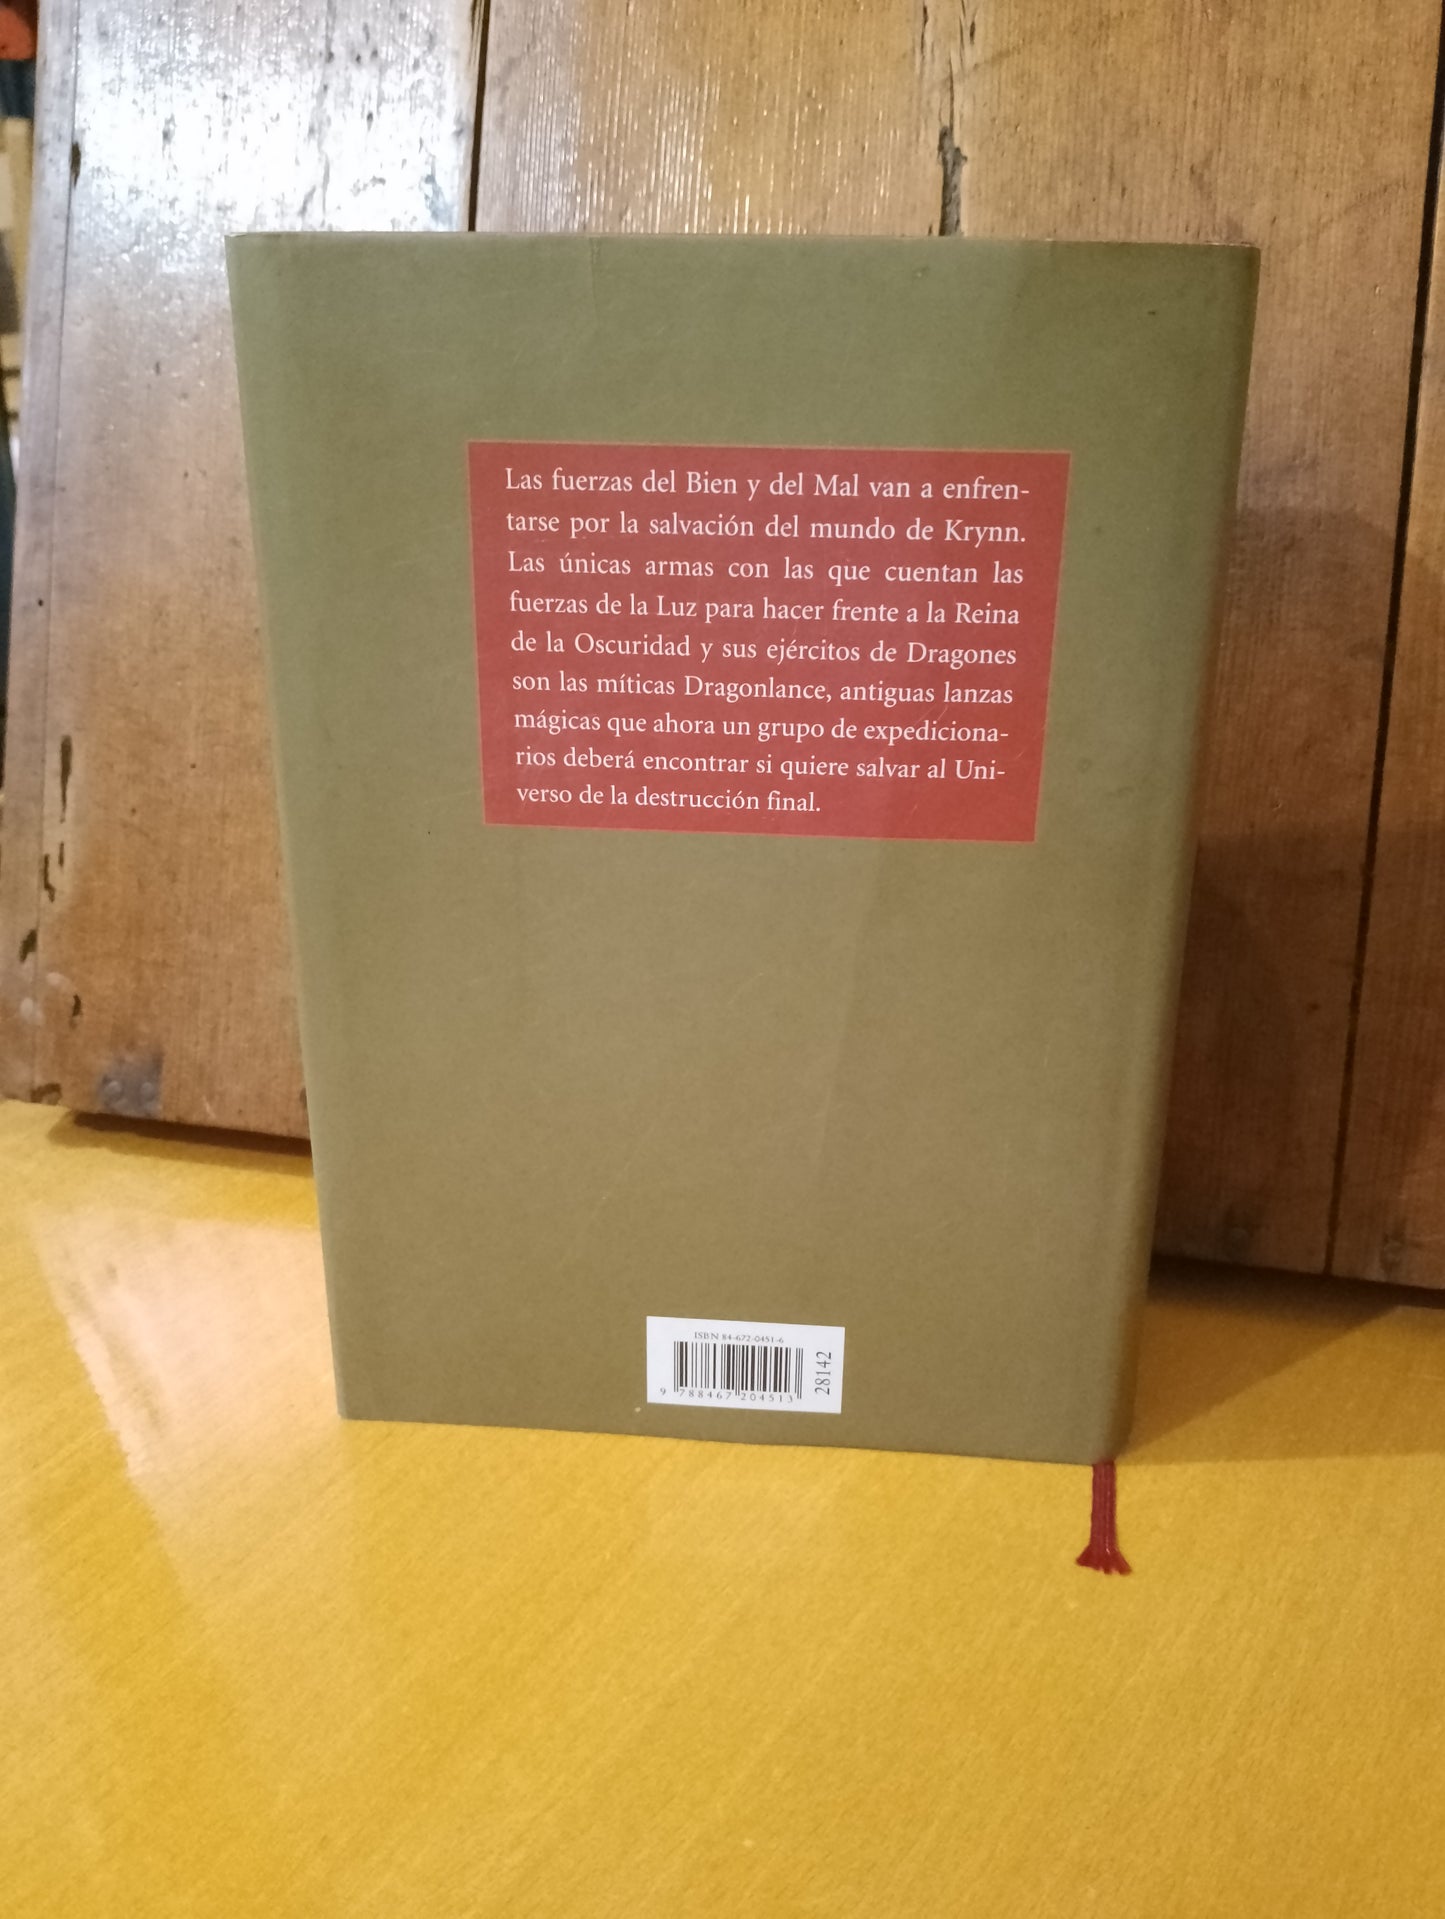 Las fuerzas del Bien y del Mal van a enfren-
tarse por la salvación del mundo de Krynn.
Las únicas armas con las que cuentan las
fuerzas de la Luz para hacer frente a la Reina
de la Oscuridad y sus ejércitos de Dragones
son las míticas Dragonlance, antiguas lanzas
mágicas que ahora un grupo de expediciona-
rios deberá encontrar si quiere salvar al Uni-
verso de la destrucción final.
ISBN 84-672-0451-6
9 788467 204513
28142